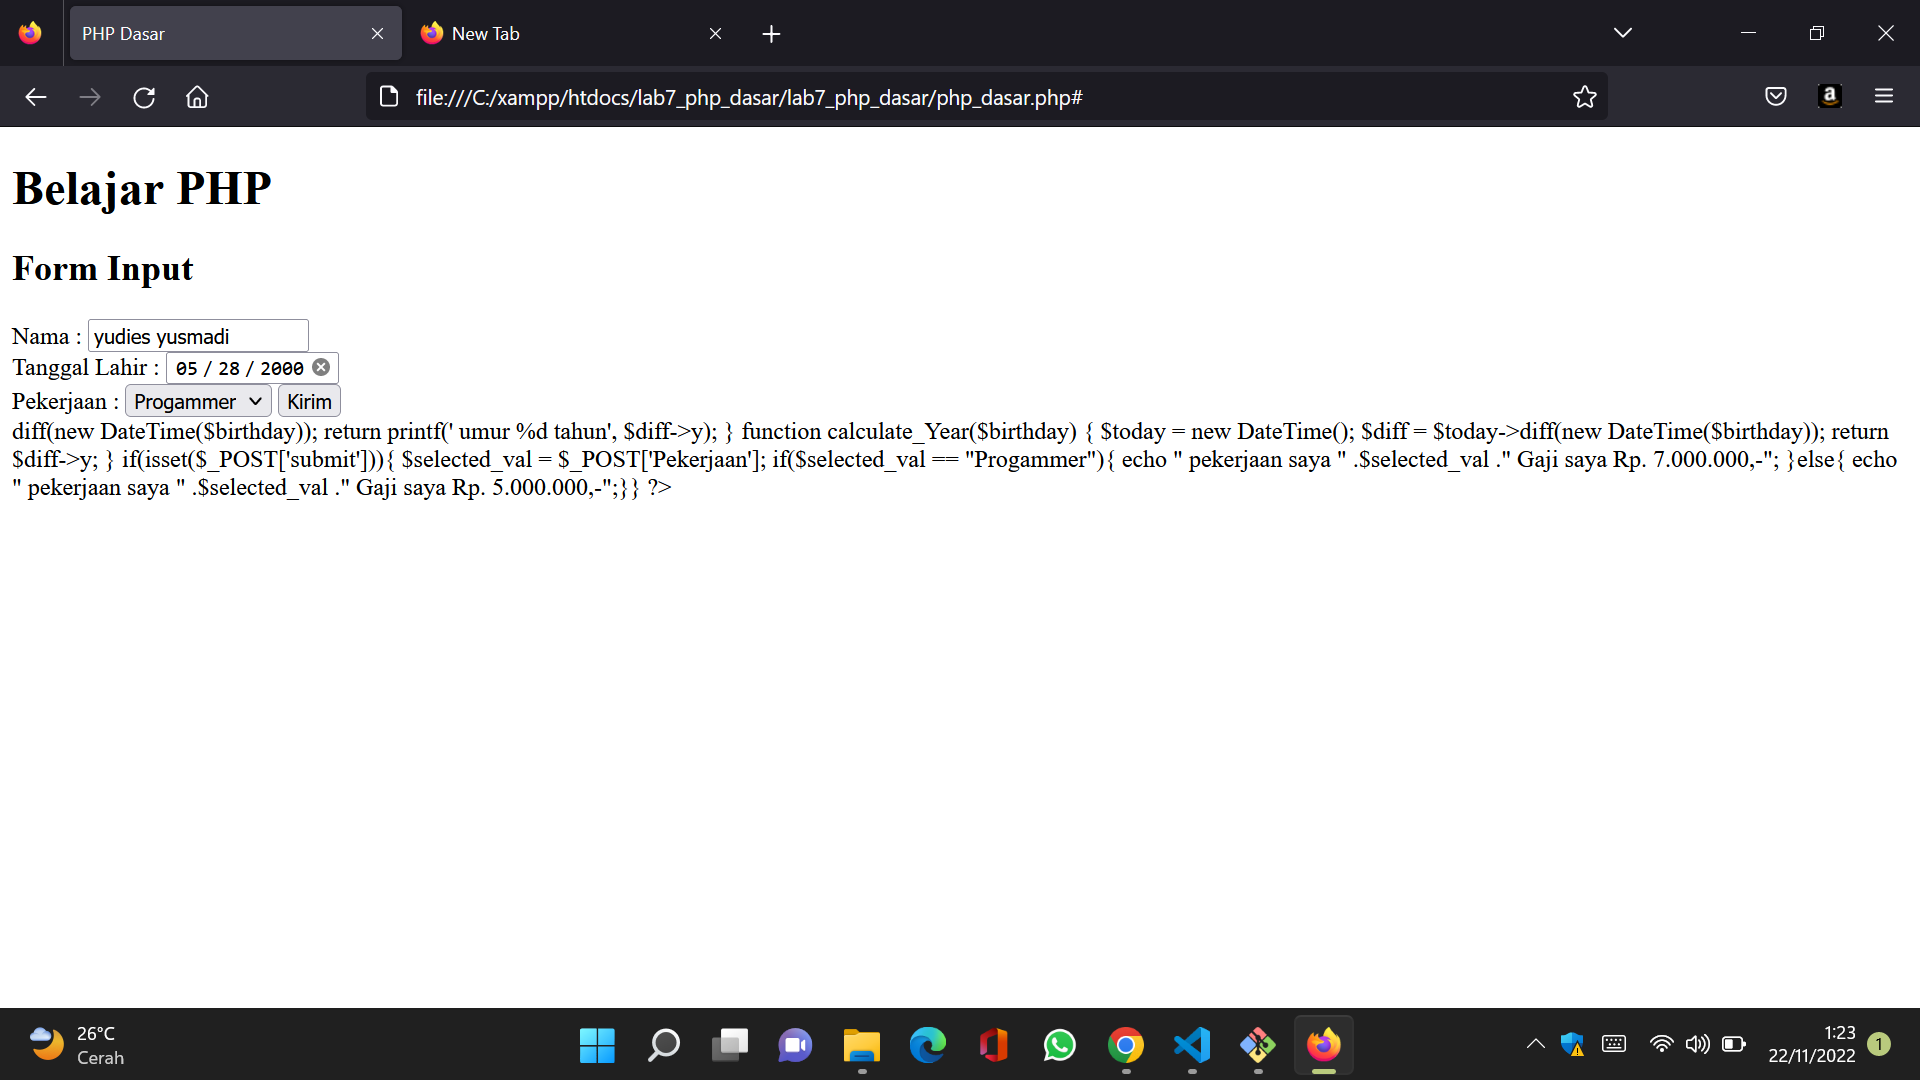 PHP Dasar
New Tab
file:///C:/xampp/htdocs/lab7_php_dasar/lab7_php_dasar/php_dasar.php#
Belajar PHP
Form Input
Nama : yudies yusmadi
Tanggal Lahir : 05 / 28 / 2000
Pekerjaan : Progammer Kirim
diff(new DateTime($birthday)); return printf(' umur %d tahun', $diff->y); } function calculate_Year($birthday) { $today = new DateTime(); $diff = $today->diff(new DateTime($birthday)); return
$diff->y; } if(isset($_POST['submit'])){ $selected_val = $_POST['Pekerjaan']; if($selected_val == "Progammer"){ echo " pekerjaan saya " .$selected_val ." Gaji saya Rp. 7.000.000,-"; }else{ echo
" pekerjaan saya " .$selected_val ." Gaji saya Rp. 5.000.000,-";}} ?>
26°C
Cerah
1:23
22/11/2022
1